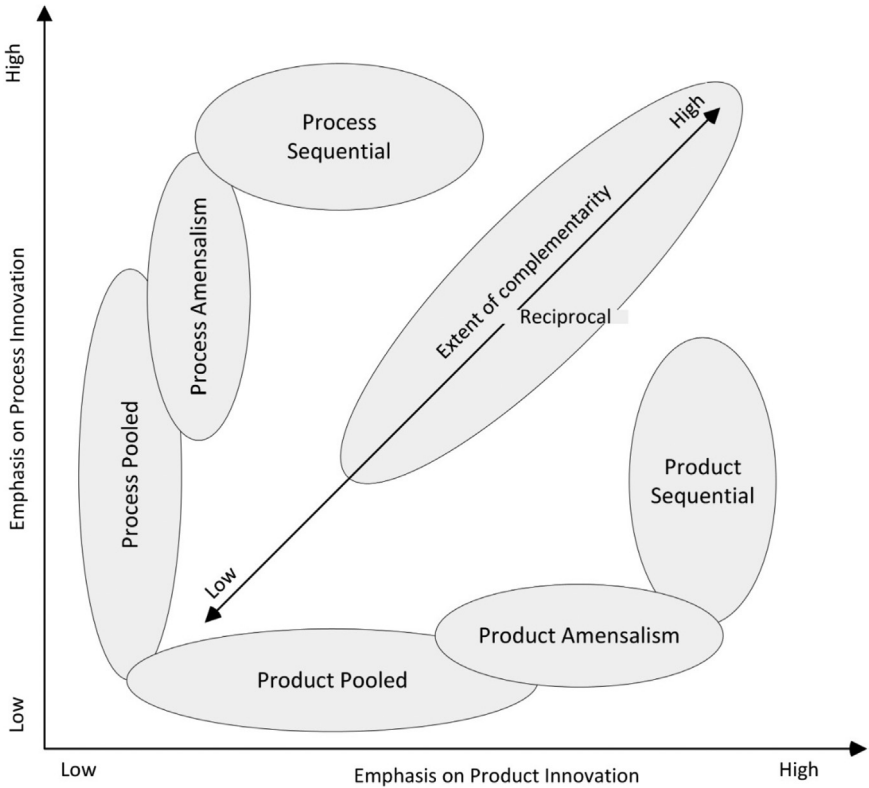 High
Process
Sequential
High
Process Amensalism
Extent of complementarity
Reciprocal
Emphasis on Process Innovation
Process Pooled
Product
Sequential
Low
Product Amensalism
Product Pooled
Low
Low
Emphasis on Product Innovation
High